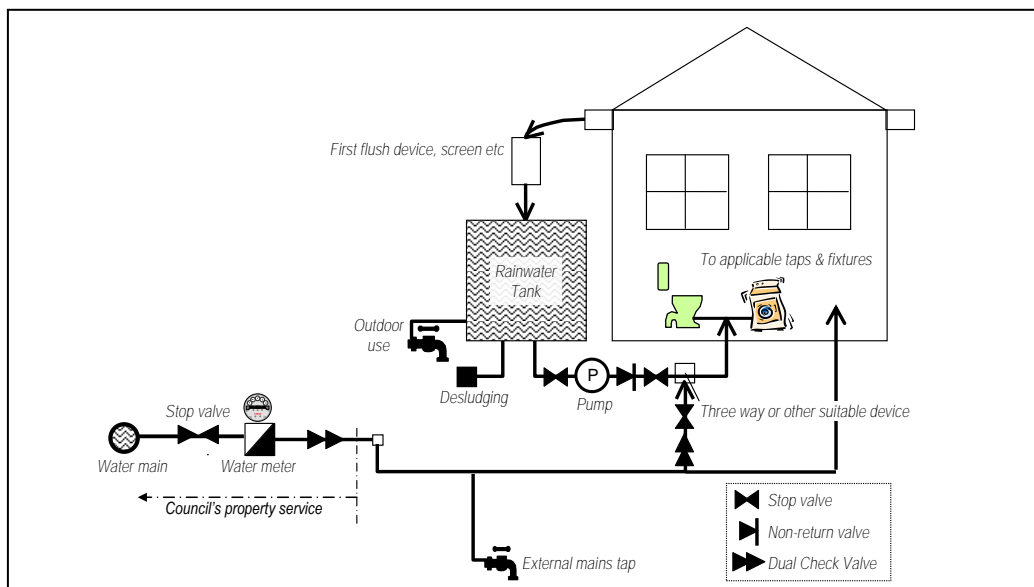 First flush device, screen etc
To applicable taps & fixtures
Rainwater
Tank
Outdoor
use
P
Desludging
Pump
Three way or other suitable device
Stop valve
Water main
Water meter
Council's property service
External mains tap
Stop valve
Non-return valve
Dual Check Valve